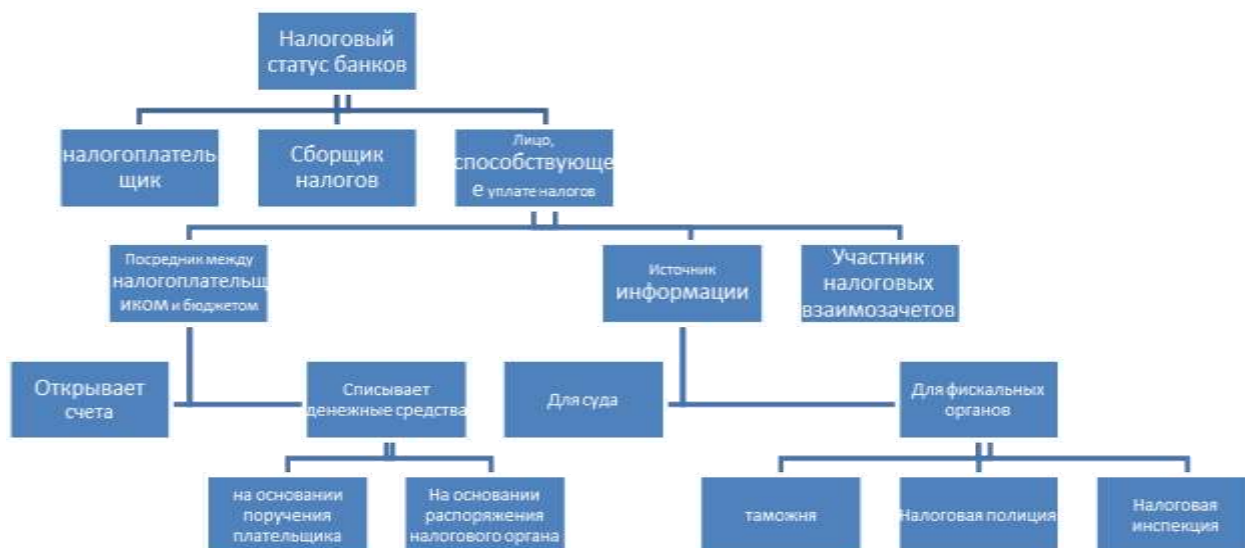 Налоговый
статус банков
налогоплатель
щик
Сборщик
налогов
Лицо,
способствующе
е уплате налогов
Посредник между
налогоплательщ
иком и бюджетом
Источник
информации
Участник
налоговых
взаимозачетов
Открывает
счета
Списывает
денежные средства
Для суда
Для фискальных
органов
на основании
поручения
плательщика
На основании
распоряжения
налогового органа
таможня
Налоговая полиция
Налоговая
инспекция